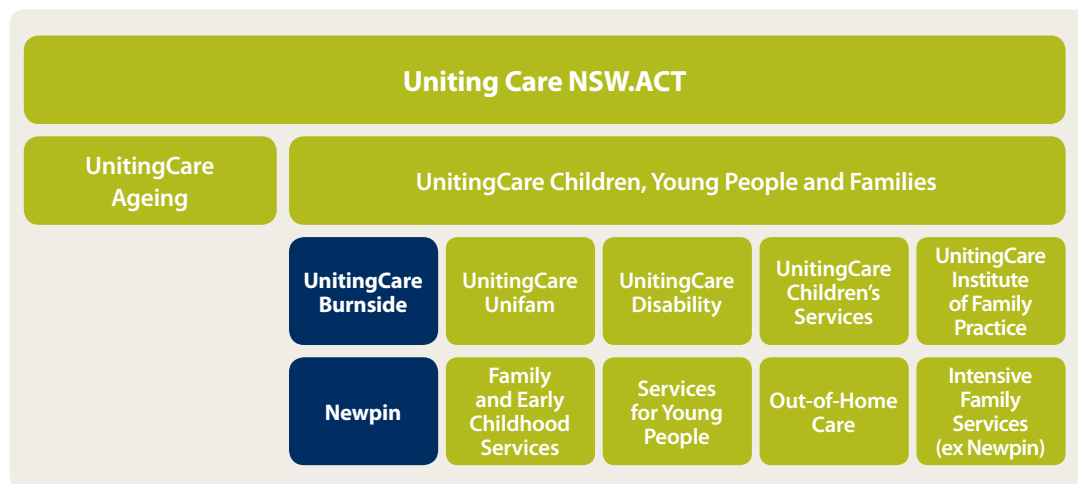 Uniting Care NSW.ACT
UnitingCare
Ageing
UnitingCare Children, Young People and Families
UnitingCare
Burnside
UnitingCare
Unifam
UnitingCare
Disability
UnitingCare
Children’s
Services
UnitingCare
Institute
of Family
Practice
Newpin
Family
and Early
Childhood
Services
Services
for Young
People
Out-of-Home
Care
Intensive
Family
Services
(ex Newpin)